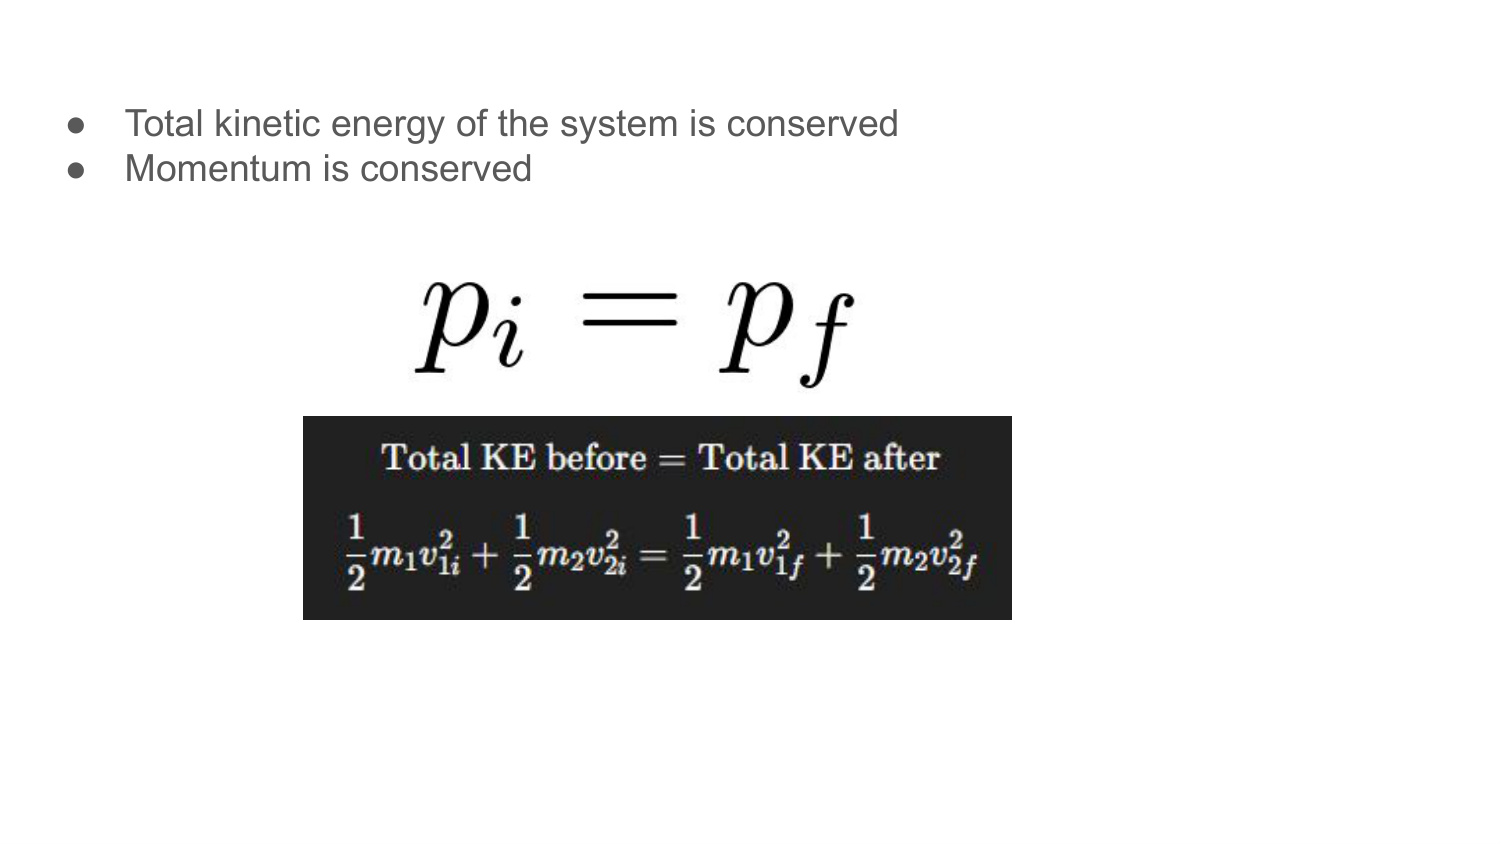 ● Total kinetic energy of the system is conserved
● Momentum is conserved
p_i = p_f
Total KE before = Total KE after
\frac{1}{2}m_1v_{1i}^2 + \frac{1}{2}m_2v_{2i}^2 = \frac{1}{2}m_1v_{1f}^2 + \frac{1}{2}m_2v_{2f}^2